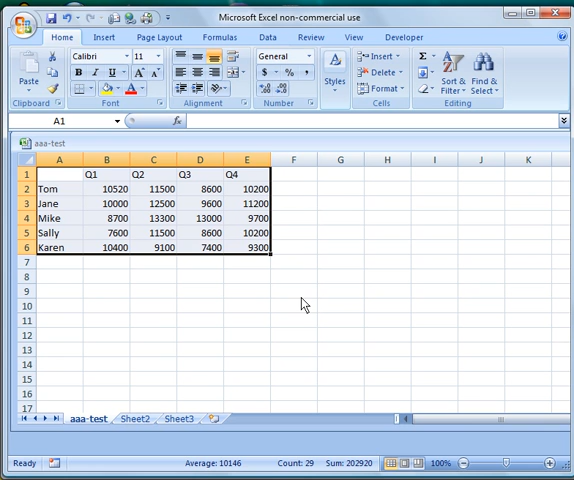 Microsoft Excel non-commercial use
Home Insert Page Layout Formulas Data Review View Developer
Calibri 11 General
Paste B I U A $ % , Styles Insert Delete Format Σ Sort & Filter Find & Select
Clipboard Font Alignment Number Cells Editing
A1 fx
aaa-test
A B C D E F G H I J K
1 Q1 Q2 Q3 Q4
2 Tom 10520 11500 8600 10200
3 Jane 10000 12500 9600 11200
4 Mike 8700 13300 13000 9700
5 Sally 7600 11500 8600 10200
6 Karen 10400 9100 7400 9300
7
8
9
10
11
12
13
14
15
16
17
aaa-test Sheet2 Sheet3
Ready Average: 10146 Count: 29 Sum: 202920 100%